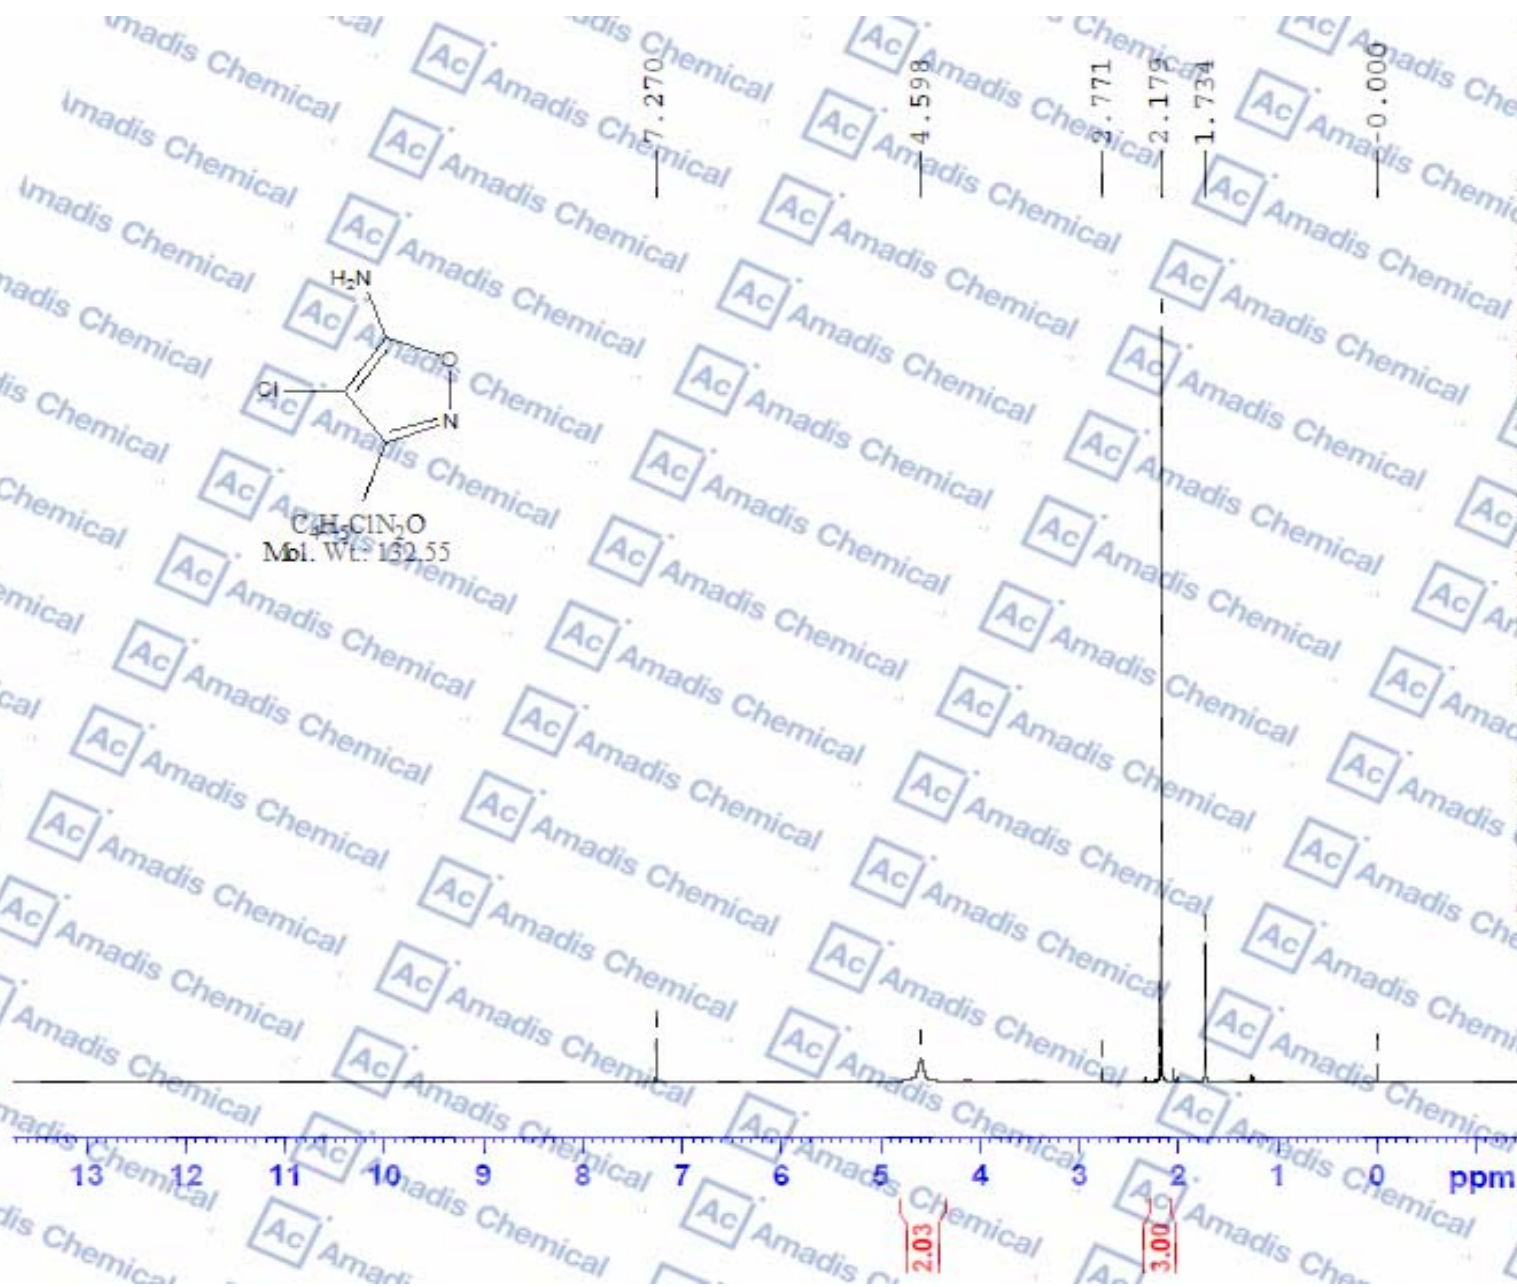 7.270
4.598
2.771
2.179
1.734
-0.000
H2N
O
Cl
N
C4H5ClN2O
Mol. Wt.: 132.55
13 12 11 10 9 8 7 6 5 4 3 2 1 0 ppm
2.03
3.00
Ac Amadis Chemical